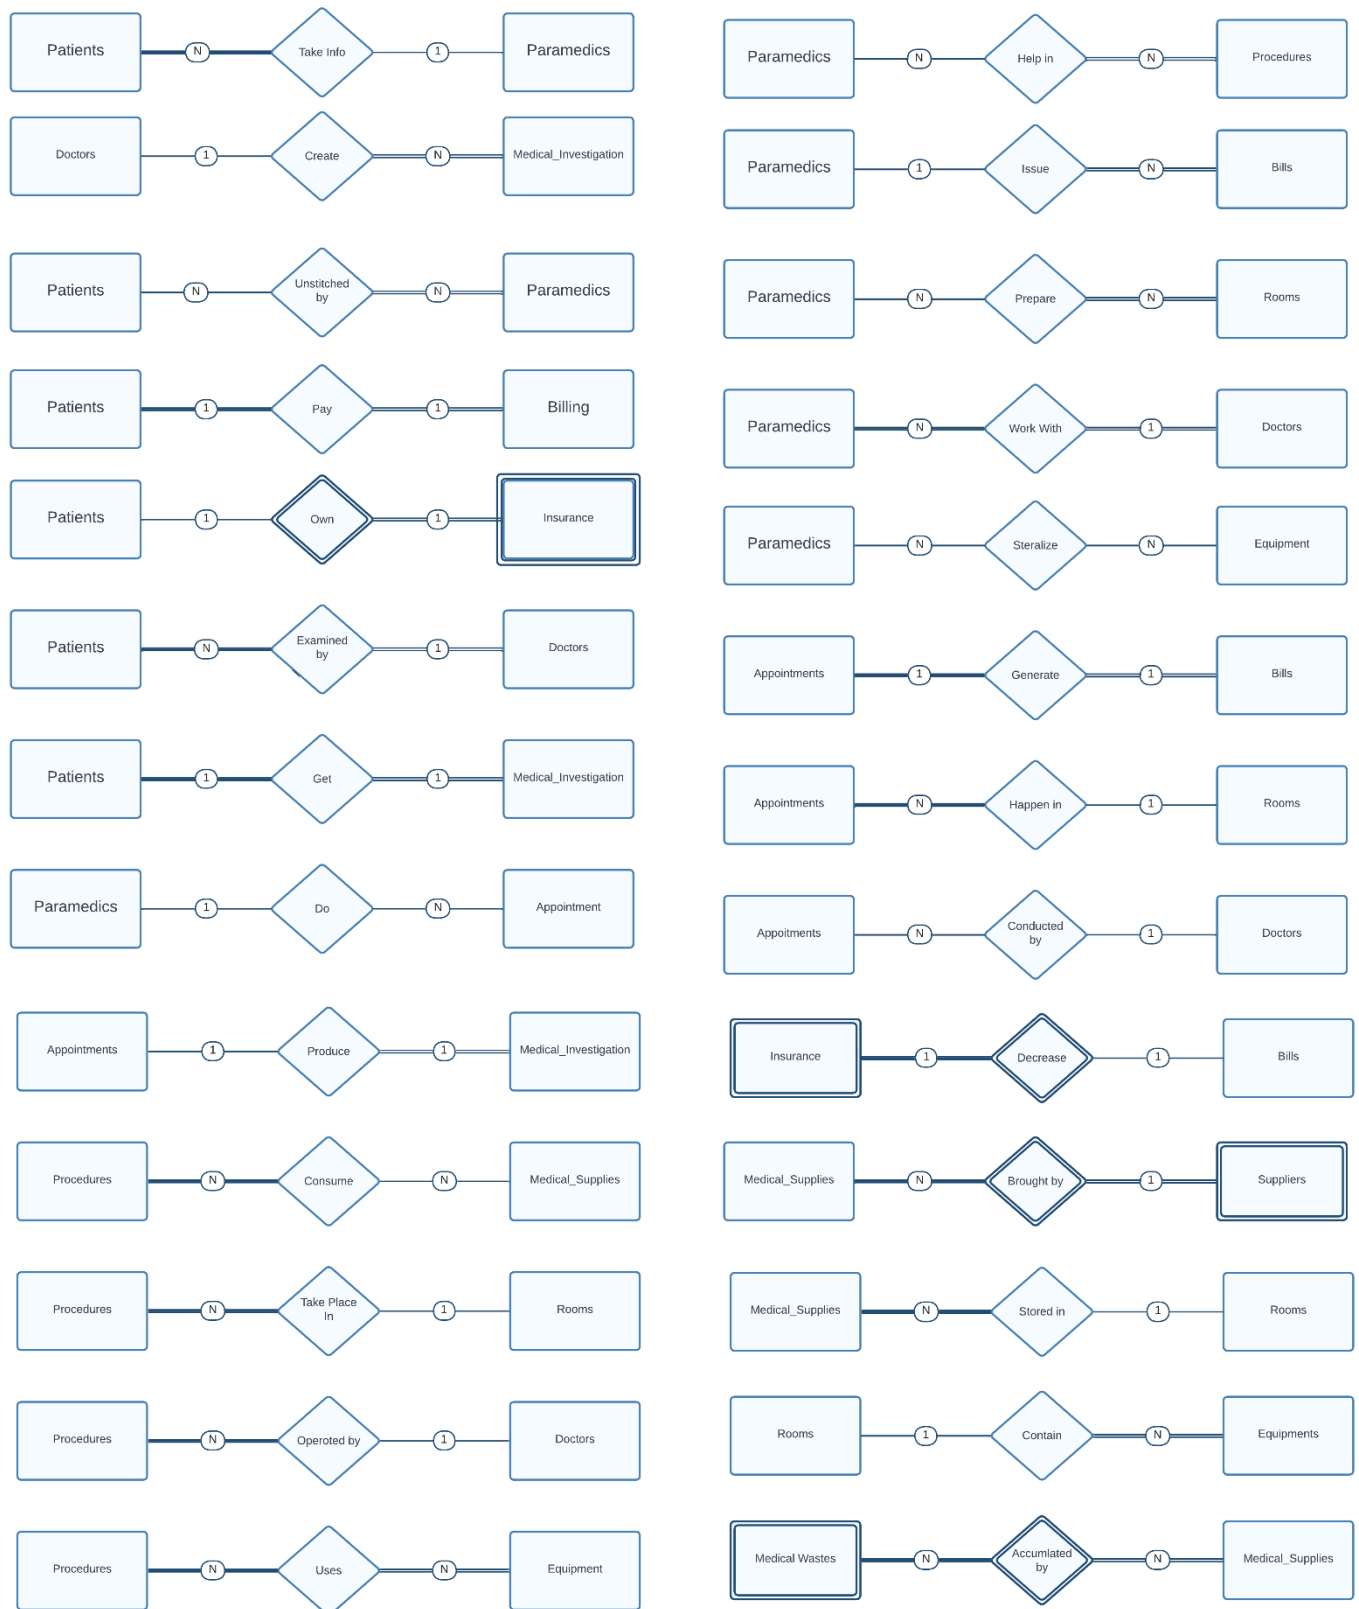 Patients N Take Info 1 Paramedics
Doctors 1 Create N Medical_Investigation
Patients N Unstitched
by N Paramedics
Patients 1 Pay 1 Billing
Patients 1 Own 1 Insurance
Patients N Examined
by 1 Doctors
Patients 1 Get 1 Medical_Investigation
Paramedics 1 Do N Appointment
Appointments 1 Produce 1 Medical_Investigation
Procedures N Consume N Medical_Supplies
Procedures N Take Place
In 1 Rooms
Procedures N Operoted by 1 Doctors
Procedures N Uses N Equipment
Paramedics N Help in N Procedures
Paramedics 1 Issue N Bills
Paramedics N Prepare N Rooms
Paramedics N Work With 1 Doctors
Paramedics N Steralize N Equipment
Appointments 1 Generate 1 Bills
Appointments N Happen in 1 Rooms
Appoitments N Conducted
by 1 Doctors
Insurance 1 Decrease 1 Bills
Medical_Supplies N Brought by 1 Suppliers
Medical_Supplies N Stored in 1 Rooms
Rooms 1 Contain N Equipments
Medical Wastes N Accumlated
by N Medical_Supplies